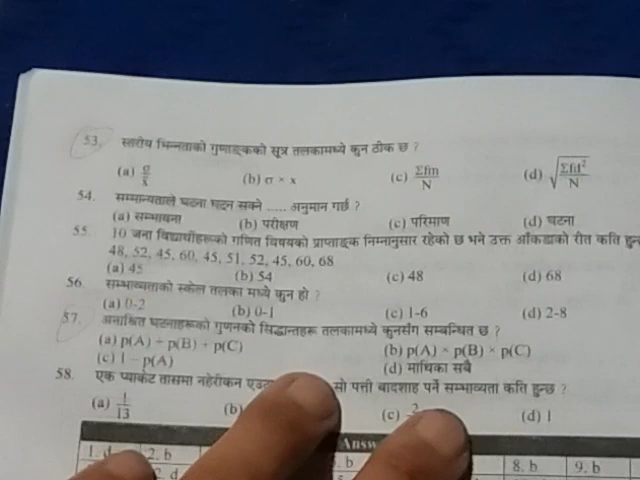 53. स्तरीय भिन्नताको गुणाङ्कको सूत्र तलकामध्ये कुन ठीक छ ?
(a) σ/x̄ (b) σ × x (c) Σfm/N (d) √Σfd²/N
54. सम्भाव्यताले घटना घट्न सक्ने ..... अनुमान गर्छ ?
(a) सम्भावना (b) परीक्षण (c) परिमाण (d) घटना
55. 10 जना विद्यार्थीहरूको गणित विषयको प्राप्ताङ्क निम्नानुसार रहेको छ भने उक्त आँकडाको रीत कति
48, 52, 45, 60, 45, 51, 52, 45, 60, 68
(a) 45 (b) 54 (c) 48 (d) 68
56. सम्भाव्यताको स्केल तलका मध्ये कुन हो ?
(a) 0-2 (b) 0-1 (c) 1-6 (d) 2-8
57. अनाश्रित घटनाहरूको गुणनको सिद्धान्तहरू तलकामध्ये कुनसँग सम्बन्धित छ ?
(a) p(A) + p(B) + p(C) (b) p(A) × p(B) × p(C)
(c) 1 – p(A) (d) माथिका सबै
58. एक प्याकेट तासमा नहेरीकन सो पत्ती बादशाह पर्ने सम्भाव्यता कति हुन्छ ?
(a) 1/13 (b) (c) (d) 1
1. d 2. b b 8. b 9. b
d